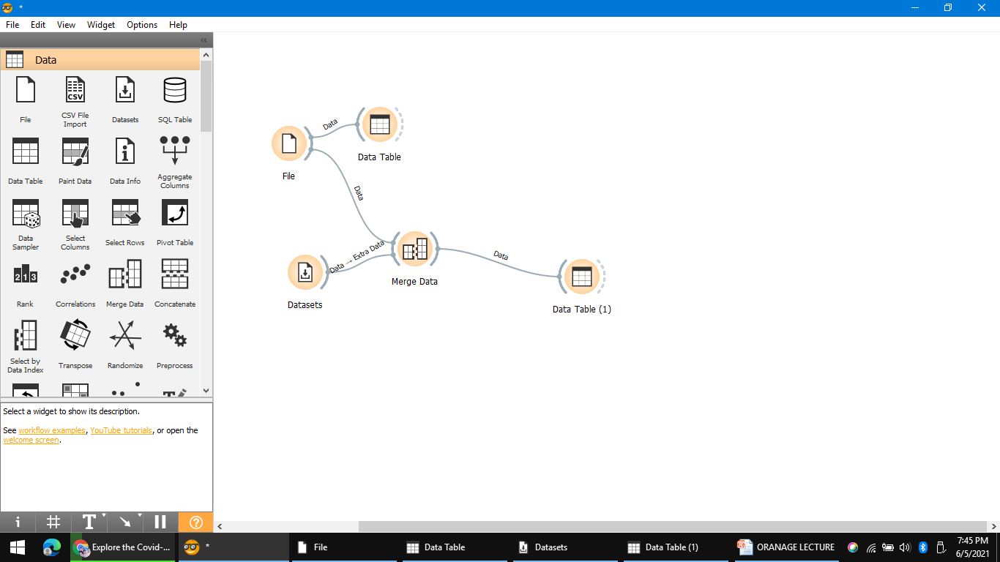 *
File Edit View Widget Options Help
Data
File
CSV File
Import
Datasets
SQL Table
CSV
Data Table
Paint Data
Data Info
Aggregate
Columns
Data
Sampler
Select
Columns
Select Rows
Pivot Table
2 1 3
Rank
Correlations
Merge Data
Concatenate
Select by
Data Index
Transpose
Randomize
Preprocess
Select a widget to show its description.
See workflow examples, YouTube tutorials, or open the
welcome screen.
Data
Data Table
File
Data
Data → Extra Data
Datasets
Merge Data
Data
Data Table (1)
Explore the Covid-...
*
File
Data Table
Datasets
Data Table (1)
ORANAGE LECTURE
7:45 PM
6/5/2021